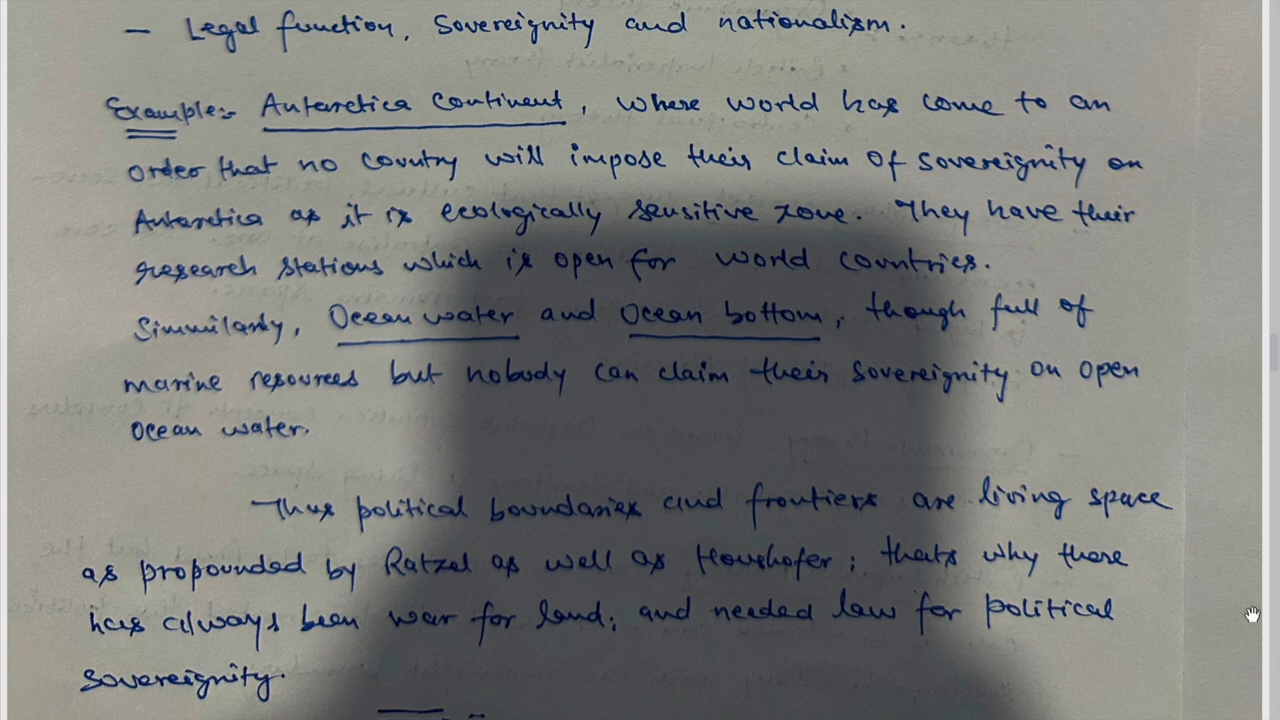 - Legal function, Sovereignity and nationalism.
Example:- Antarctica Continent, where world has come to an
order that no country will impose their claim of sovereignity on
Antarctica as it is ecologically sensitive zone. They have their
research stations which is open for world countries.
Simmilarly, Ocean water and Ocean bottom, though full of
marine resources but nobody can claim their sovereignity on open
ocean water.
Thus political boundaries and frontiers are living space
as propounded by Ratzel as well as Houshofer; thats why there
has always been war for land; and needed law for political
sovereignity.